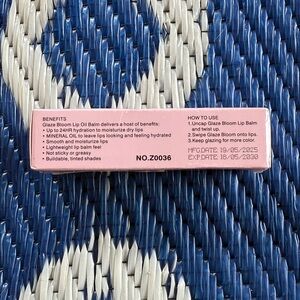 BENEFITS
Glaze Bloom Lip Oil Balm delivers a host of benefits:
• Up to 24HR hydration to moisturize dry lips
• MINERAL OIL to leave lips looking and feeling hydrated
• Smooth and moisturize lips
• Lightweight lip balm feel
• Not sticky or greasy
• Buildable, tinted shades
NO.Z0036
HOW TO USE
1.Uncap Glaze Bloom Lip Balm
and twist up.
2.Swipe Glaze Bloom onto lips.
3.Keep glazing for more color.
MFG.DATE 19/05/2025
EXP.DATE 18/05/2030